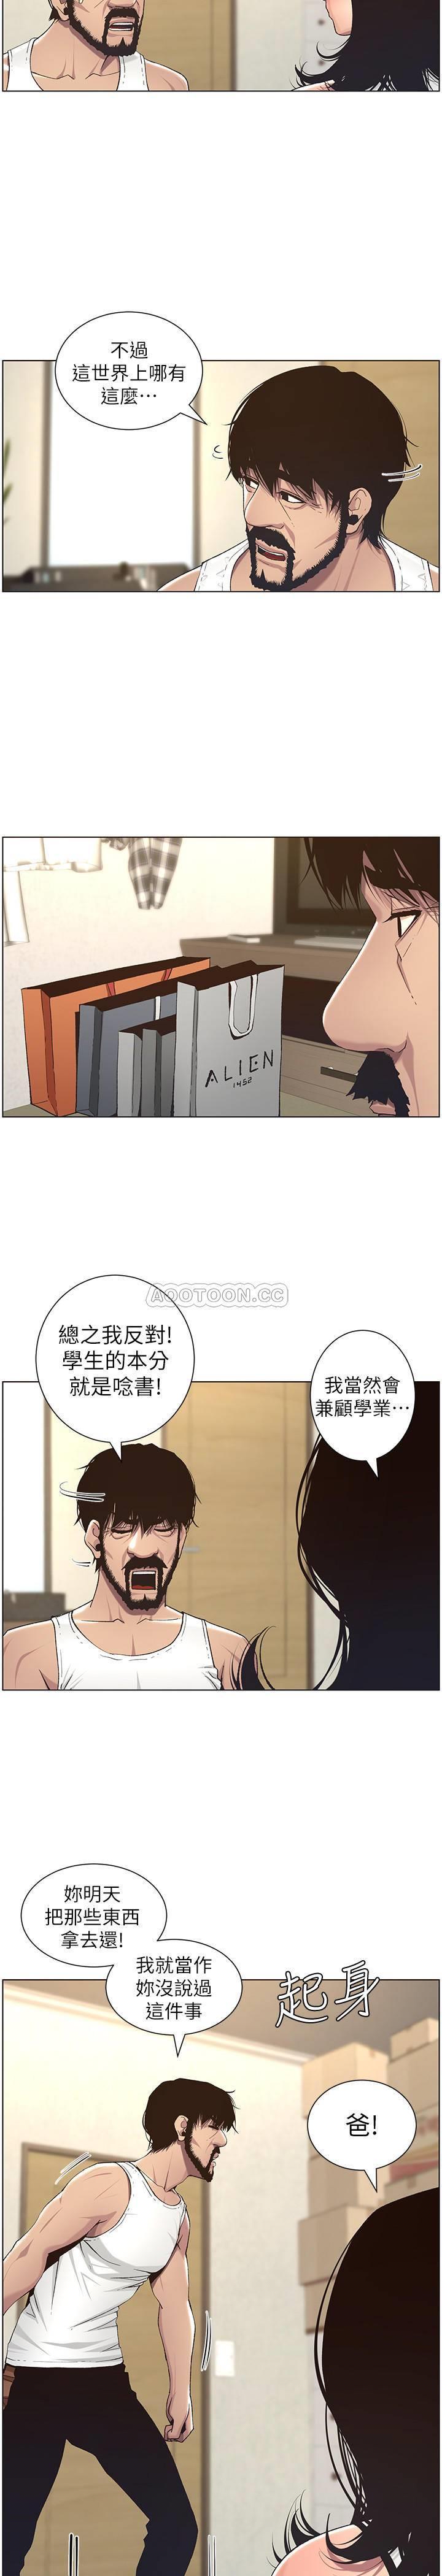 不過
這世界上哪有
這麼…
ALIEN
1452
AOOTOON.CC
總之我反對!
學生的本分
就是唸書!
我當然會
兼顧學業…
妳明天
把那些東西
拿去還!
我就當作
妳沒說過
這件事
起身
爸!